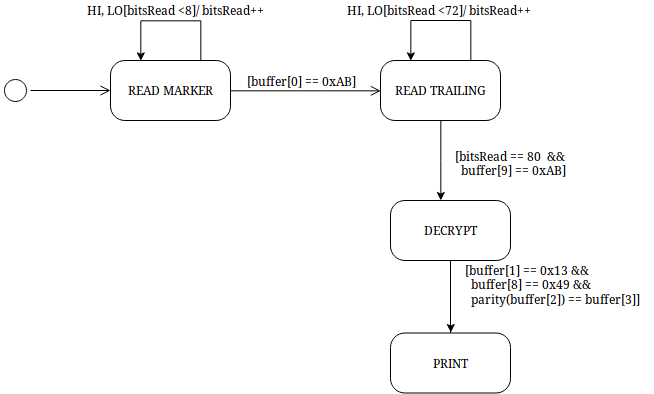 HI, LO[bitsRead <8]/ bitsRead++
HI, LO[bitsRead <72]/ bitsRead++
READ MARKER
[buffer[0] == 0xAB]
READ TRAILING
[bitsRead == 80 &&
buffer[9] == 0xAB]
DECRYPT
[buffer[1] == 0x13 &&
buffer[8] == 0x49 &&
parity(buffer[2]) == buffer[3]]
PRINT